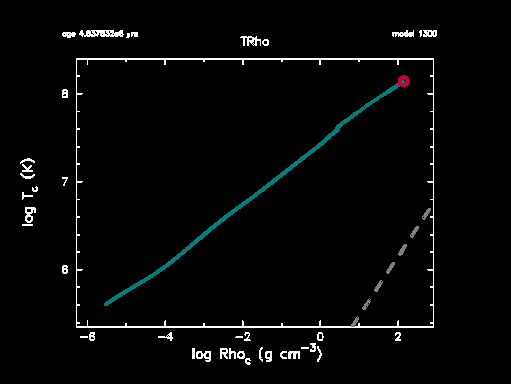 age 4.637632e6 yrs
model 1300
TRho
log T_c (K)
8
7
6
-6
-4
-2
0
2
log Rho_c (g cm^-3)